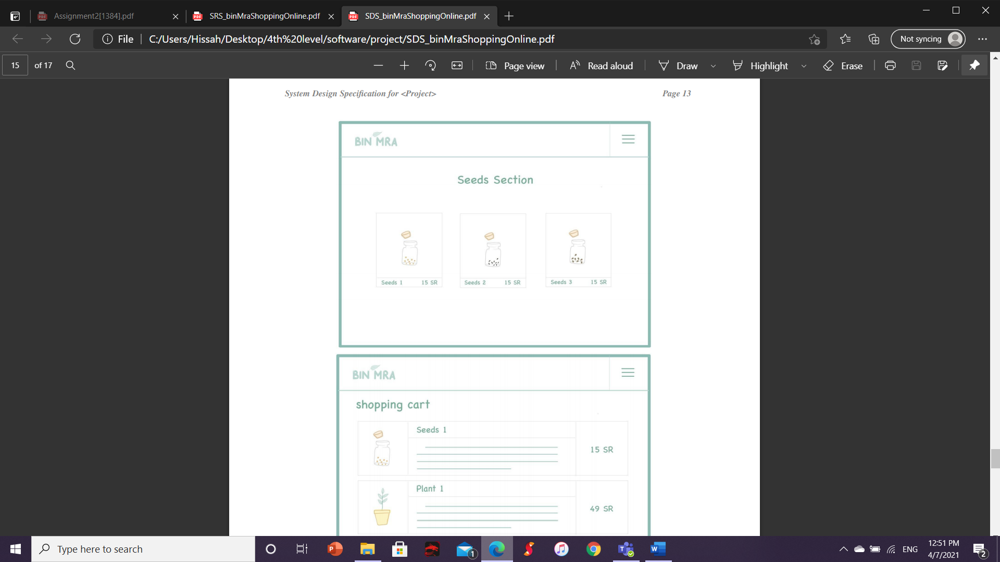 Assignment2[1384].pdf
SRS_binMraShoppingOnline.pdf
SDS_binMraShoppingOnline.pdf
File
C:/Users/Hissah/Desktop/4th%20level/software/project/SDS_binMraShoppingOnline.pdf
Not syncing
15 of 17
Page view
Read aloud
Draw
Highlight
Erase
System Design Specification for <Project>
Page 13
BIN MRA
Seeds Section
Seeds 1 15 SR
Seeds 2 15 SR
Seeds 3 15 SR
BIN MRA
shopping cart
Seeds 1
15 SR
Plant 1
49 SR
Type here to search
1
ENG
12:51 PM
4/7/2021
2